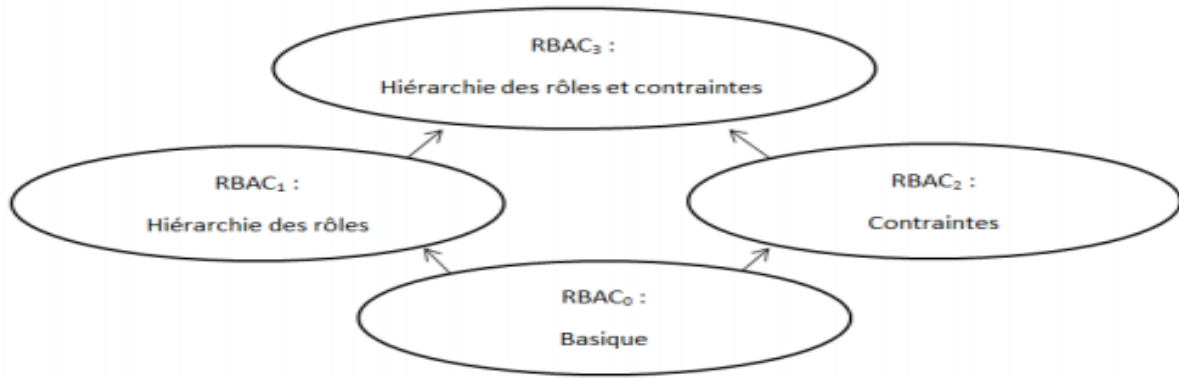 RBAC₃ :
Hiérarchie des rôles et contraintes
RBAC₁ :
Hiérarchie des rôles
RBAC₂ :
Contraintes
RBAC₀ :
Basique